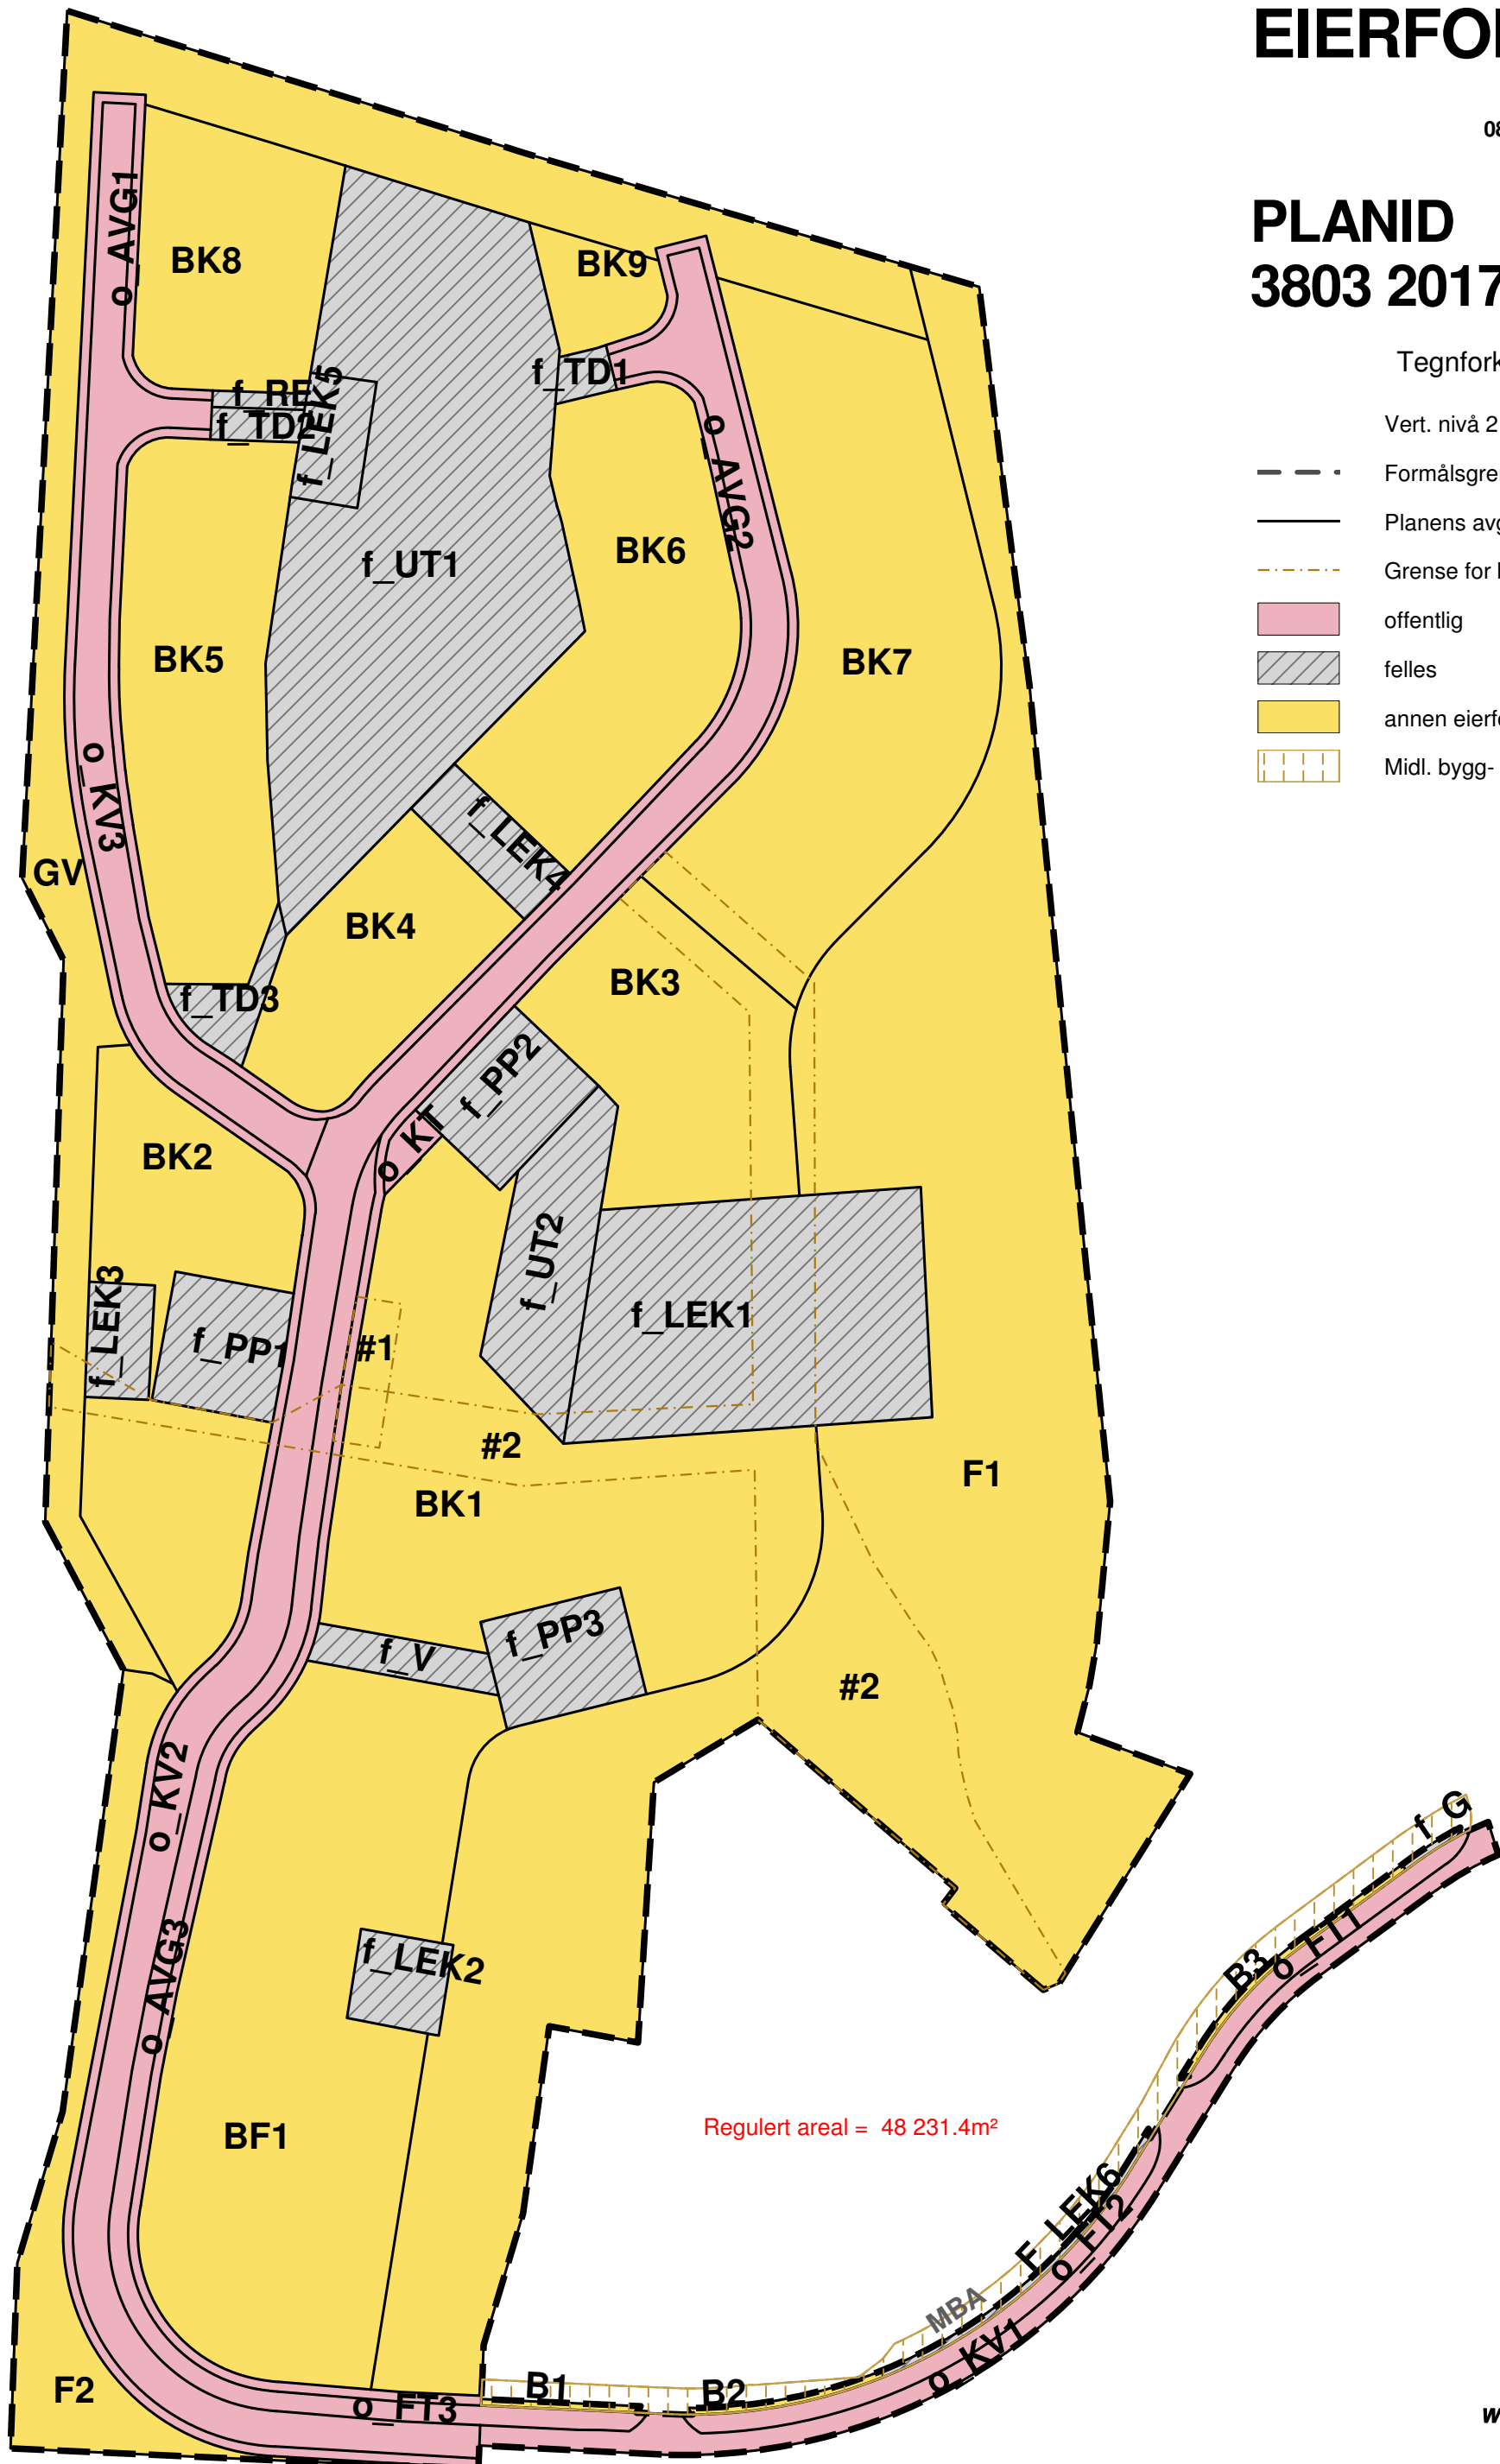 EIERFO
08
PLANID
3803 2017
Tegnfork
Vert. nivå 2
Formålsgre
Planens avg
Grense for
offentlig
felles
annen eierfo
Midl. bygg-
o_AVG1
BK8
BK9
f_TD1
f_RE
f_TD2
f_LEK5
o_AVG2
f_UT1
BK6
BK5
BK7
o_KV3
GV
f_LEK4
BK4
BK3
f_TD3
f_PP2
o_KT
BK2
f_UT2
f_LEK3
f_PP1
#1
f_LEK1
#2
BK1
F1
f_V
f_PP3
#2
o_KV2
f_G
o_AVG3
f_LEK2
B3
o_FT1
BF1
Regulert areal = 48 231.4m²
F_LEK6
o_FT2
MBA
o_KV1
F2
o_FT3
B1
B2
w